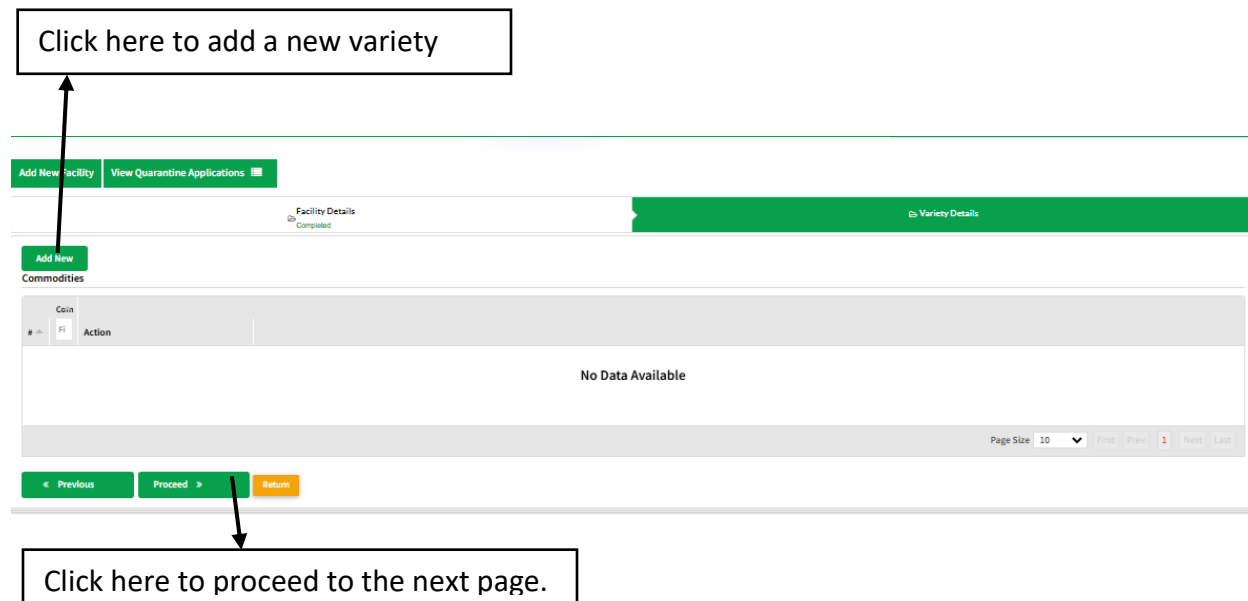 Click here to add a new variety
Add New Facility
View Quarantine Applications
Facility Details
Completed
Variety Details
Add New
Commodities
#
Fi
Action
No Data Available
Page Size 10 First Prev 1 Next Last
« Previous
Proceed »
Return
Click here to proceed to the next page.